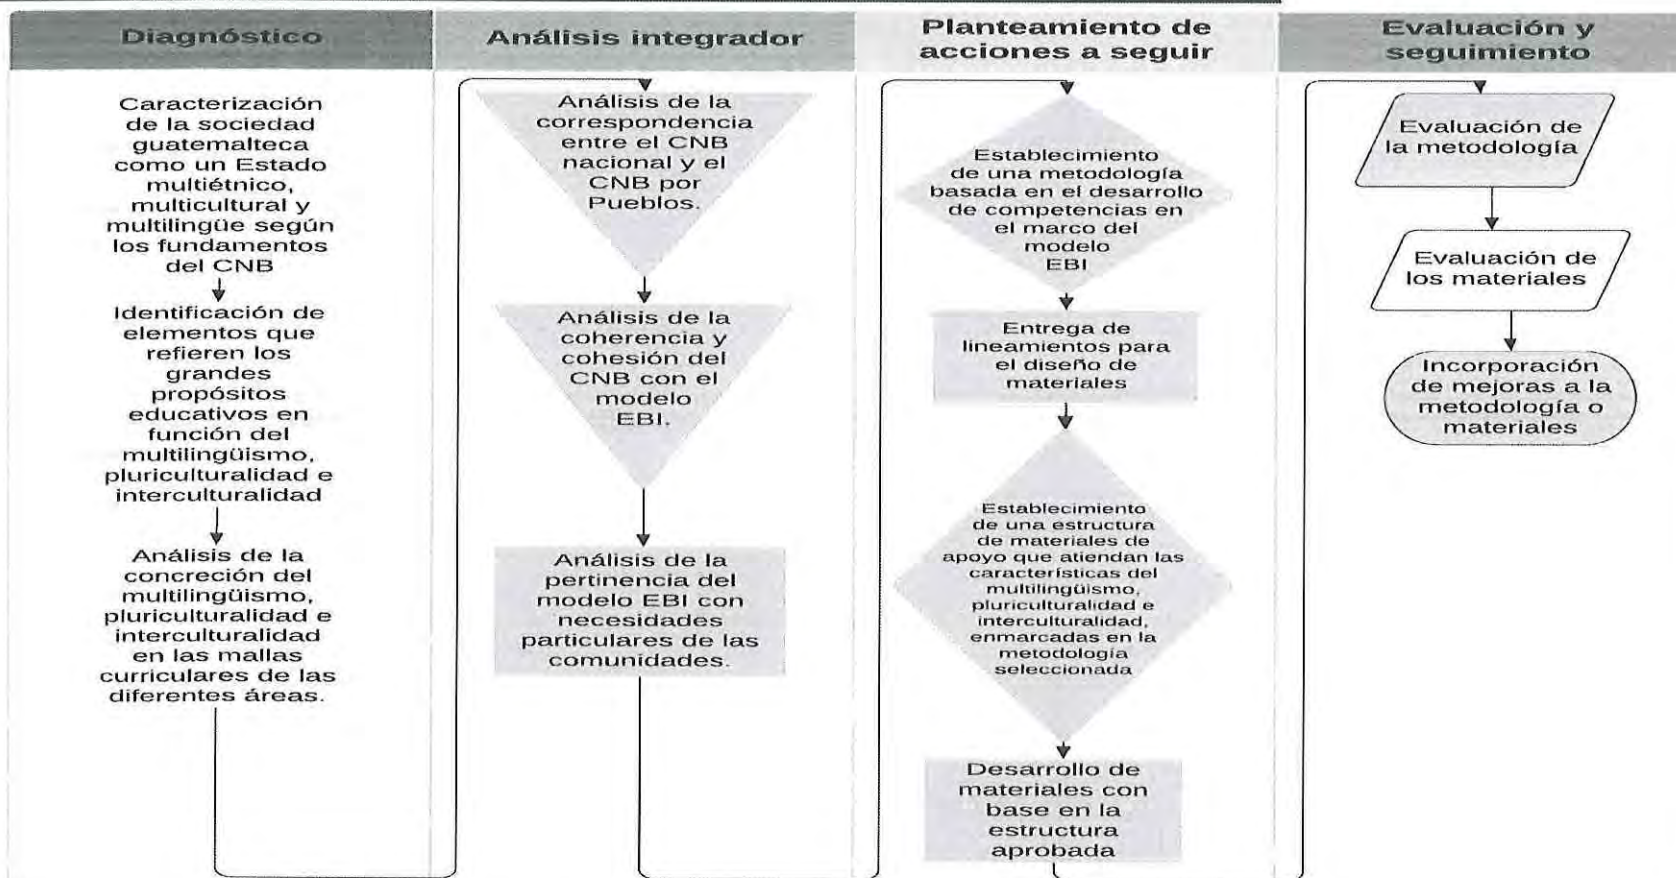 Diagnóstico
Caracterización
de la sociedad
guatemalteca
como un Estado
multiétnico,
multicultural y
multilingüe según
los fundamentos
del CNB
Identificación de
elementos que
refieren los
grandes
propósitos
educativos en
función del
multilingüismo,
pluriculturalidad e
interculturalidad
Análisis de la
concreción del
multilingüismo,
pluriculturalidad e
interculturalidad
en las mallas
curriculares de las
diferentes áreas.
Análisis integrador
Análisis de la
correspondencia
entre el CNB
nacional y el
CNB por
Pueblos.
Análisis de la
coherencia y
cohesión del
CNB con el
modelo
EBI.
Análisis de la
pertinencia del
modelo EBI con
necesidades
particulares de las
comunidades.
Planteamiento de
acciones a seguir
Establecimiento
de una metodología
basada en el desarrollo
de competencias en
el marco del
modelo
EBI
Entrega de
lineamientos para
el diseño de
materiales
Establecimiento
de una estructura
de materiales de
apoyo que atiendan las
características del
multilingüismo,
pluriculturalidad e
interculturalidad,
enmarcadas en la
metodología
seleccionada
Desarrollo de
materiales con
base en la
estructura
aprobada
Evaluación y
seguimiento
Evaluación de
la metodología
Evaluación de
los materiales
Incorporación
de mejoras a la
metodología o
materiales